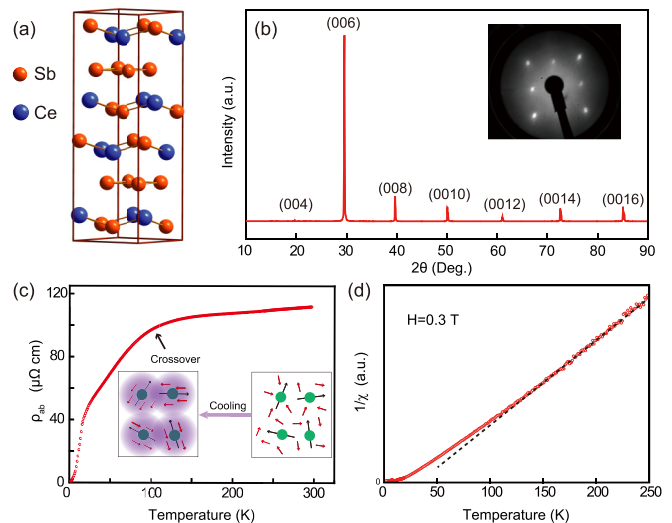 (a)
Sb
Ce
(b)
Intensity (a.u.)
(004)
(006)
(008)
(0010)
(0012)
(0014)
(0016)
10
20
30
40
50
60
70
80
90
2θ (Deg.)
(c)
ρab (μΩ cm)
120
80
40
0
Crossover
Cooling
0
100
200
300
Temperature (K)
(d)
H=0.3 T
1/χ (a.u.)
0
0
50
100
150
200
250
Temperature (K)